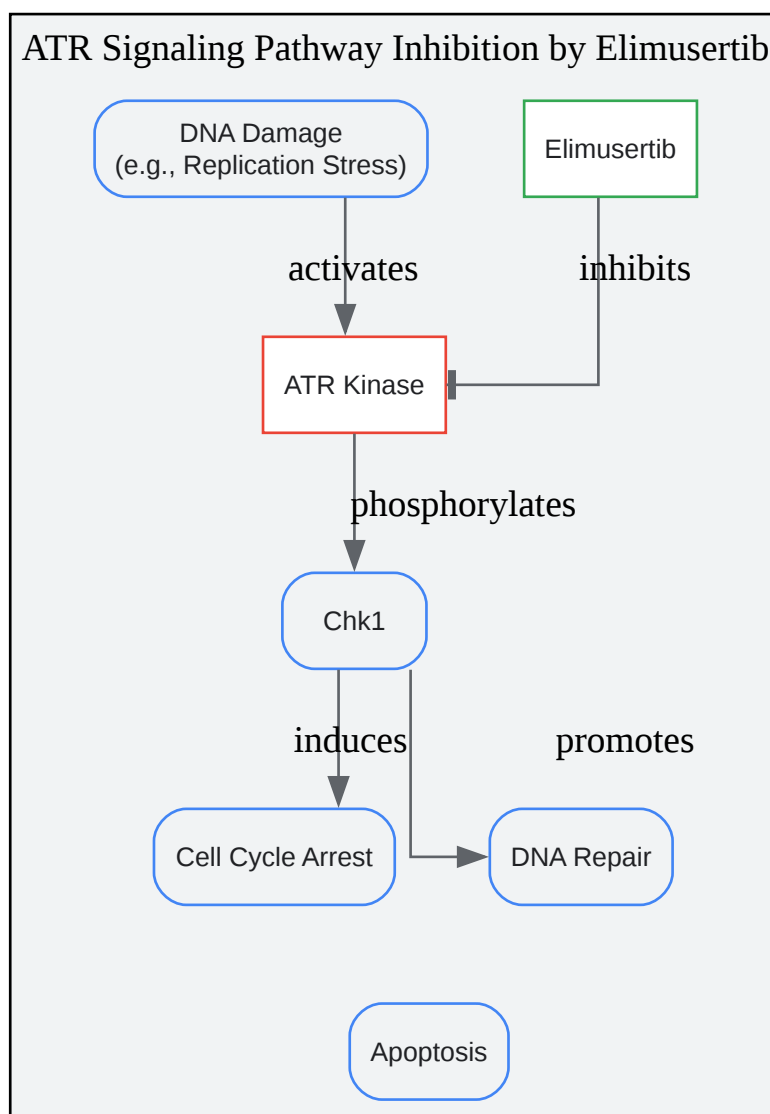 ATR Signaling Pathway Inhibition by Elimusertib
DNA Damage
(e.g., Replication Stress)
Elimusertib
activates
inhibits
ATR Kinase
phosphorylates
Chk1
induces
promotes
Cell Cycle Arrest
DNA Repair
Apoptosis